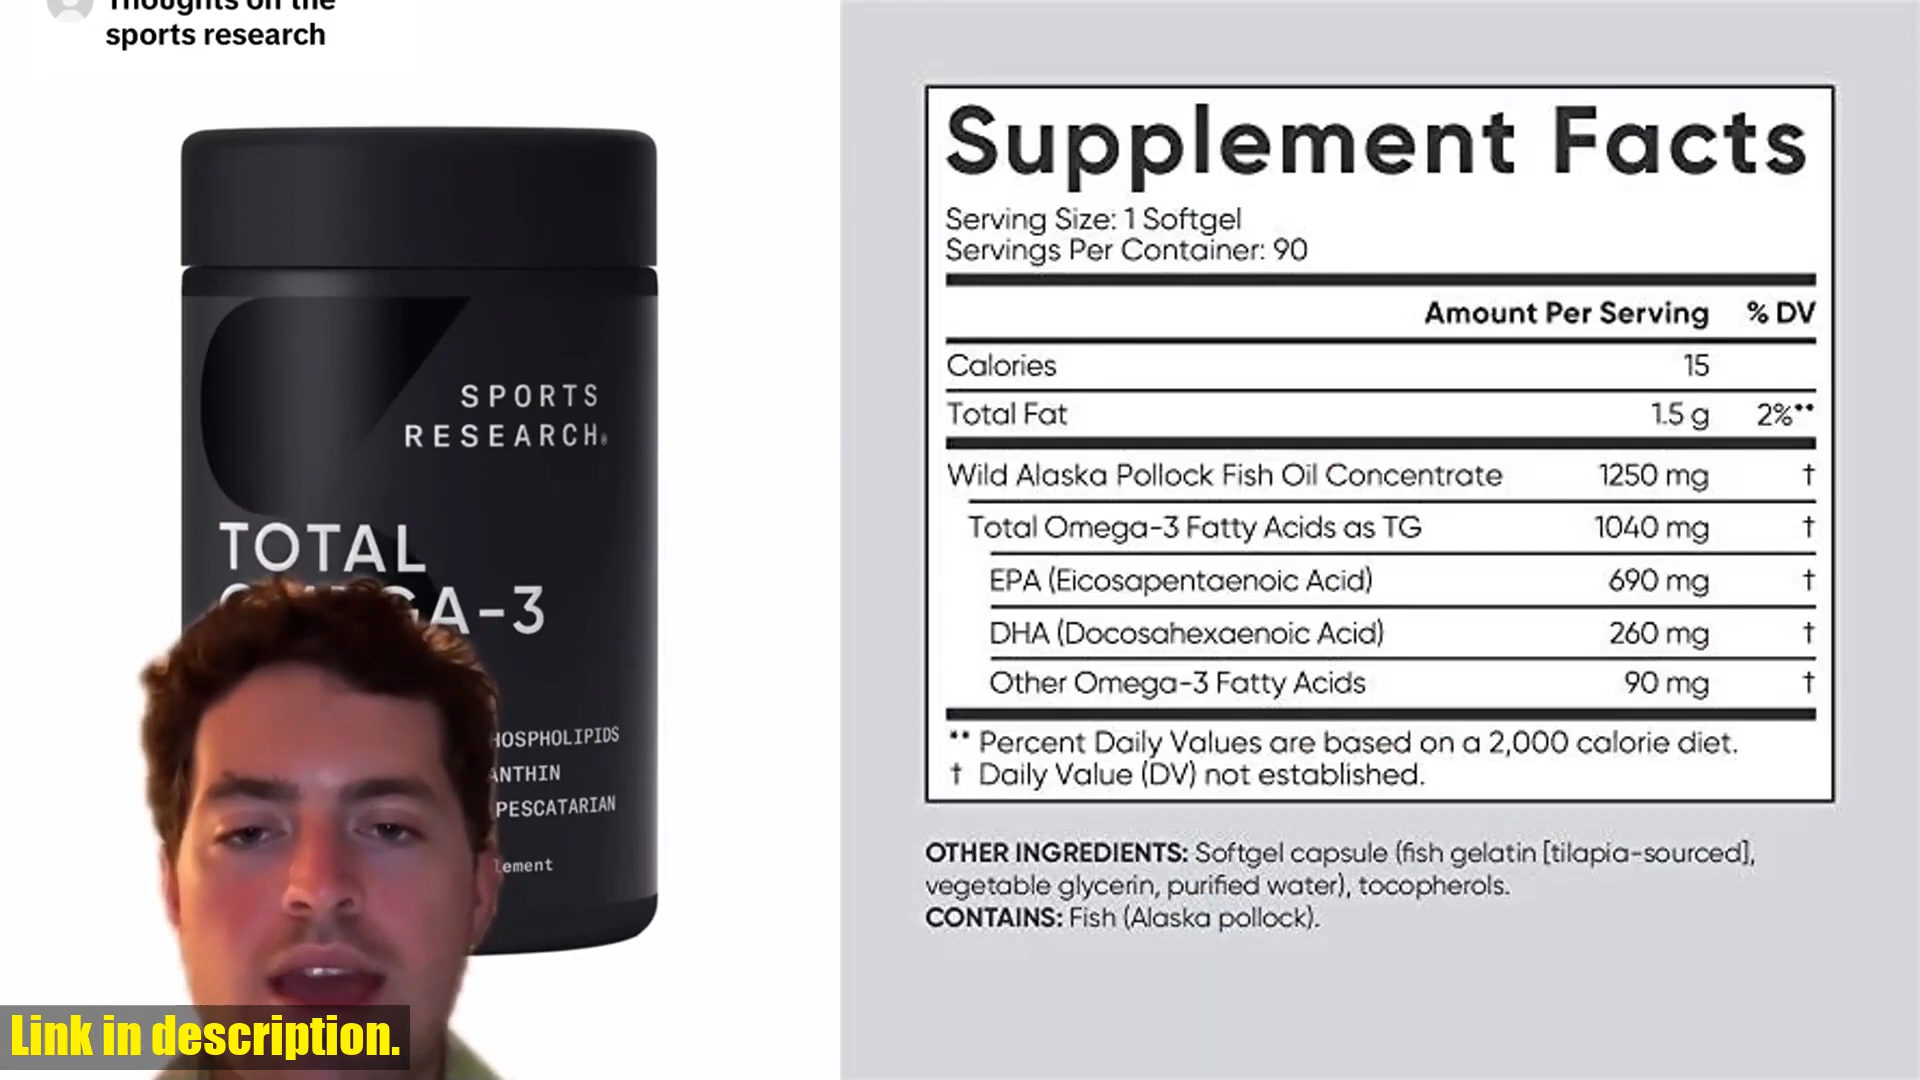 Thoughts on the
sports research
SPORTS
RESEARCH®
TOTAL
OMEGA-3
HOSPHOLIPIDS
ANTHIN
PESCATARIAN
lement
Link in description.
Supplement Facts
Serving Size: 1 Softgel
Servings Per Container: 90
Amount Per Serving % DV
Calories 15
Total Fat 1.5 g 2%**
Wild Alaska Pollock Fish Oil Concentrate 1250 mg †
Total Omega-3 Fatty Acids as TG 1040 mg †
EPA (Eicosapentaenoic Acid) 690 mg †
DHA (Docosahexaenoic Acid) 260 mg †
Other Omega-3 Fatty Acids 90 mg †
** Percent Daily Values are based on a 2,000 calorie diet.
† Daily Value (DV) not established.
OTHER INGREDIENTS: Softgel capsule (fish gelatin [tilapia-sourced],
vegetable glycerin, purified water), tocopherols.
CONTAINS: Fish (Alaska pollock).